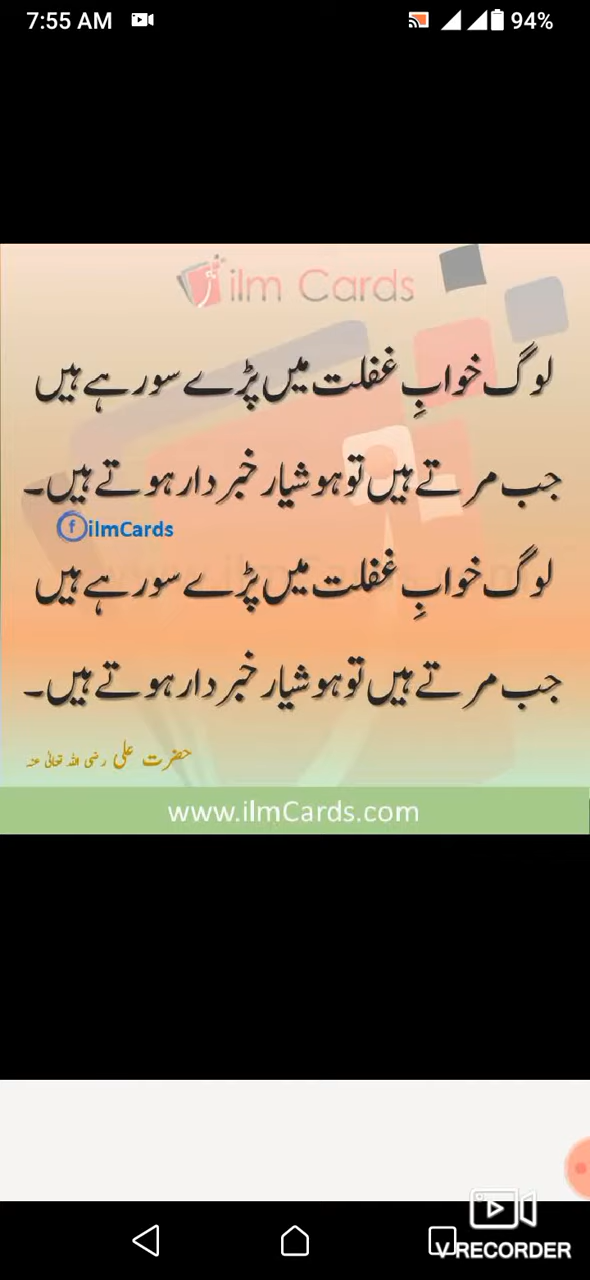 7:55 AM 94%
ilm Cards
لوگ خوابِ غفلت میں پڑے سو رہے ہیں
جب مرتے ہیں تو ہوشیار خبردار ہوتے ہیں۔
f ilmCards
لوگ خوابِ غفلت میں پڑے سو رہے ہیں
جب مرتے ہیں تو ہوشیار خبردار ہوتے ہیں۔
حضرت علی رضی اللہ تعالیٰ عنہ
www.ilmCards.com
V RECORDER